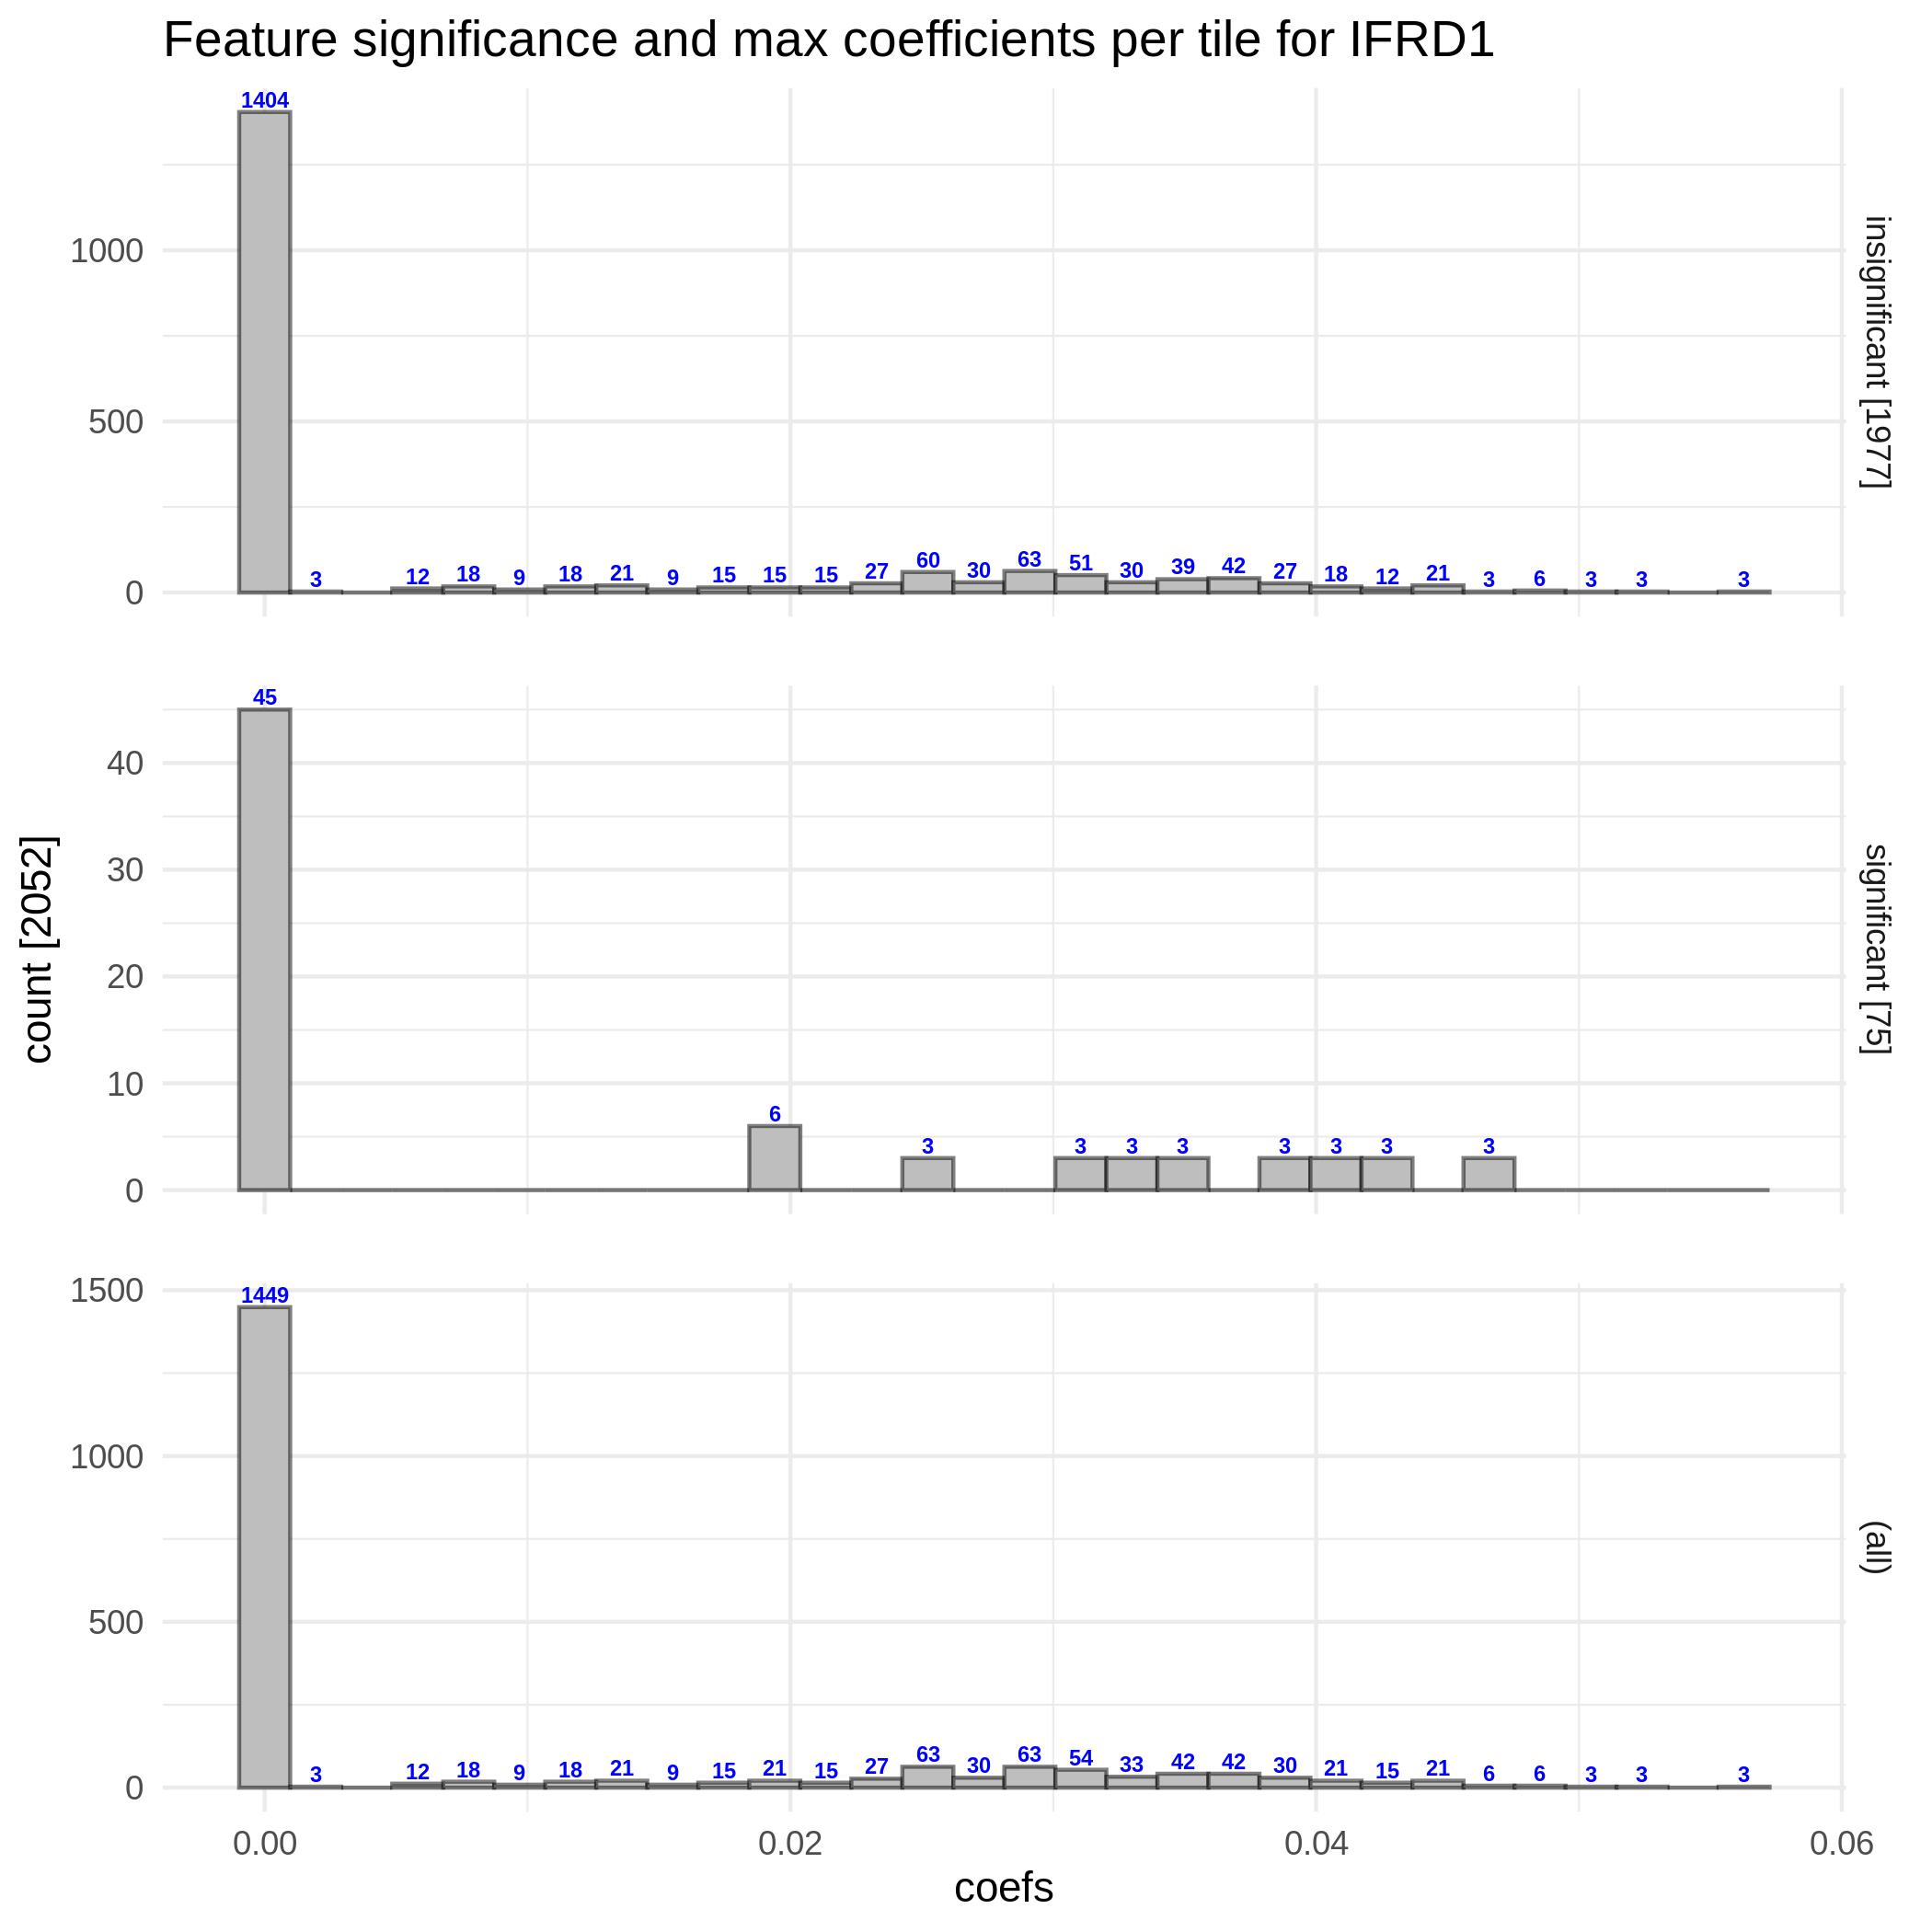 Feature significance and max coefficients per tile for IFRD1
1404
3 12 18 9 18 21 9 15 15 15 27 60 30 63 51 30 39 42 27 18 12 21 3 6 3 3 3
1000
500
0
insignificant [1977]
45
6 3 3 3 3 3 3 3 3
40
30
20
10
0
significant [75]
count [2052]
1449
3 12 18 9 18 21 9 15 21 15 27 63 30 63 54 33 42 42 30 21 15 21 6 6 3 3 3
1500
1000
500
0
(all)
0.00 0.02 0.04 0.06
coefs